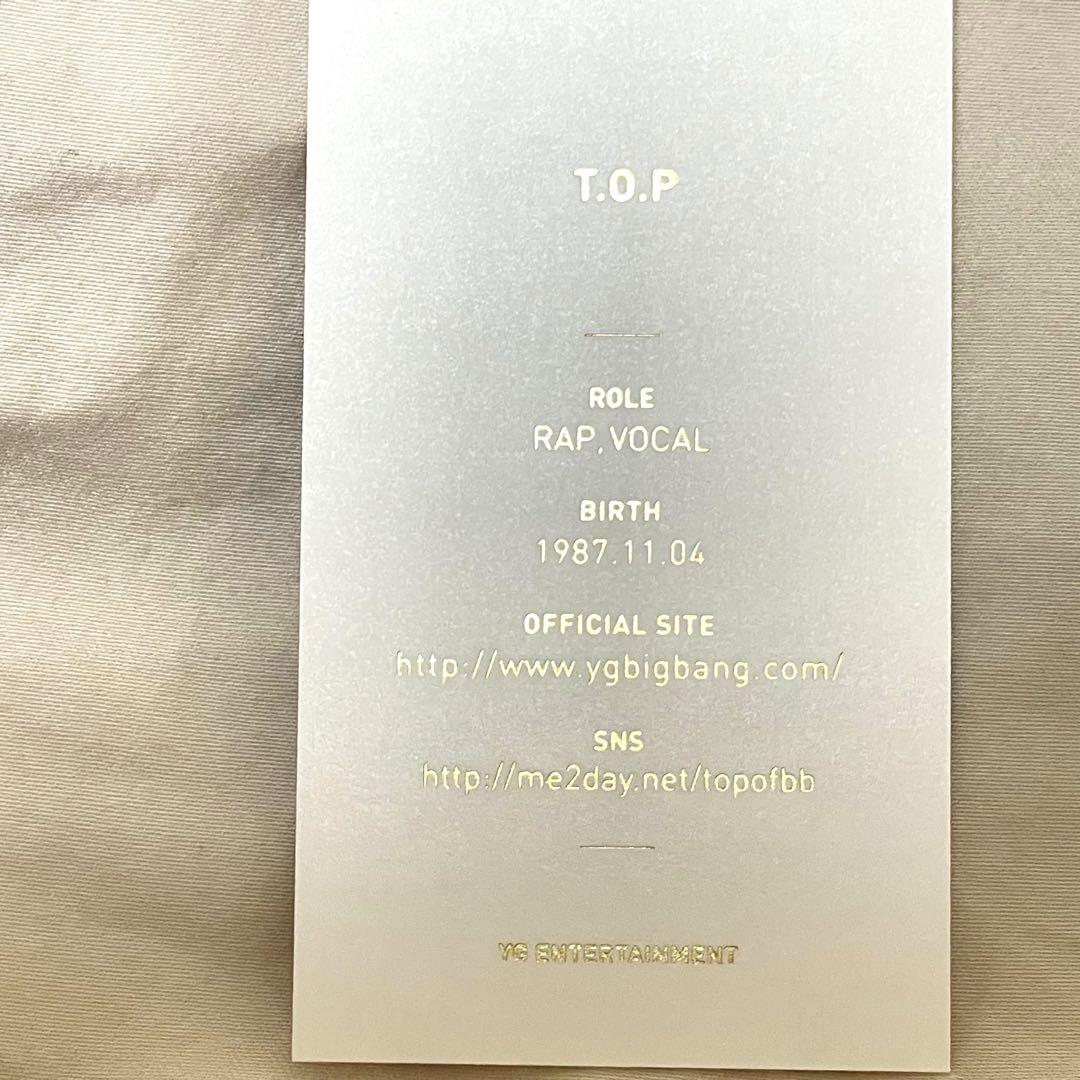 T.O.P
ROLE
RAP, VOCAL
BIRTH
1987.11.04
OFFICIAL SITE
http://www.ygbigbang.com/
SNS
http://me2day.net/topofbb
YG ENTERTAINMENT